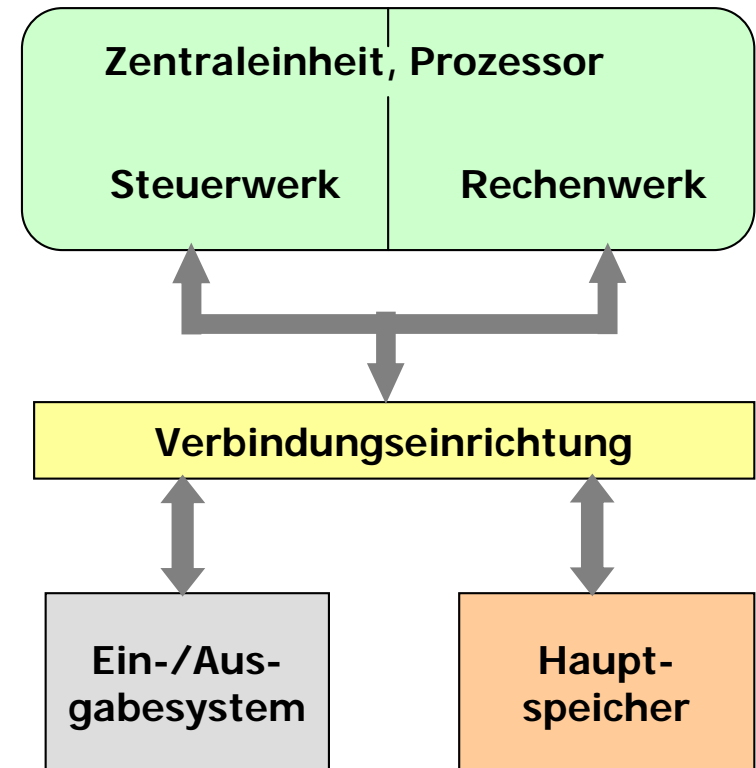 Zentraleinheit, Prozessor
Steuerwerk
Rechenwerk
Verbindungseinrichtung
Ein-/Aus-
gabesystem
Haupt-
speicher